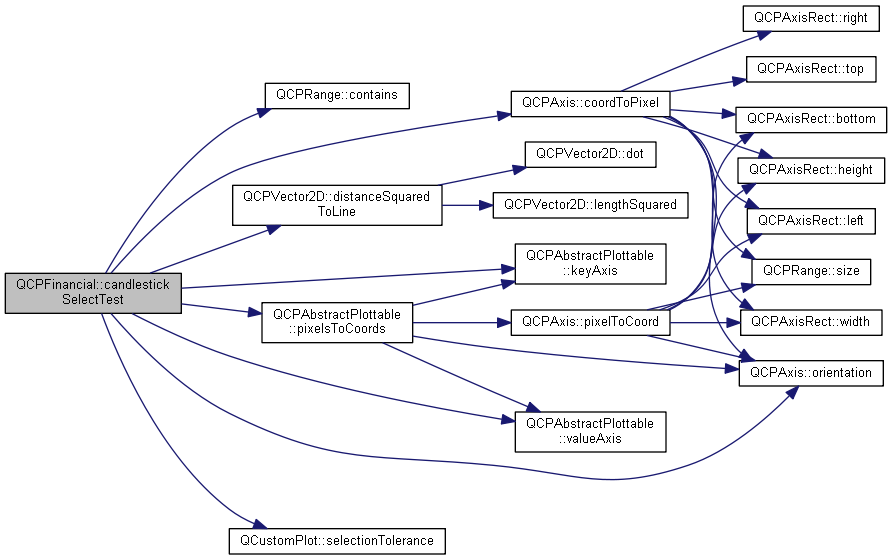 QCPFinancial::candlestick
SelectTest
QCPRange::contains
QCPVector2D::distanceSquared
ToLine
QCPAbstractPlottable
::pixelsToCoords
QCustomPlot::selectionTolerance
QCPAxis::coordToPixel
QCPVector2D::dot
QCPVector2D::lengthSquared
QCPAbstractPlottable
::keyAxis
QCPAxis::pixelToCoord
QCPAbstractPlottable
::valueAxis
QCPAxisRect::right
QCPAxisRect::top
QCPAxisRect::bottom
QCPAxisRect::height
QCPAxisRect::left
QCPRange::size
QCPAxisRect::width
QCPAxis::orientation